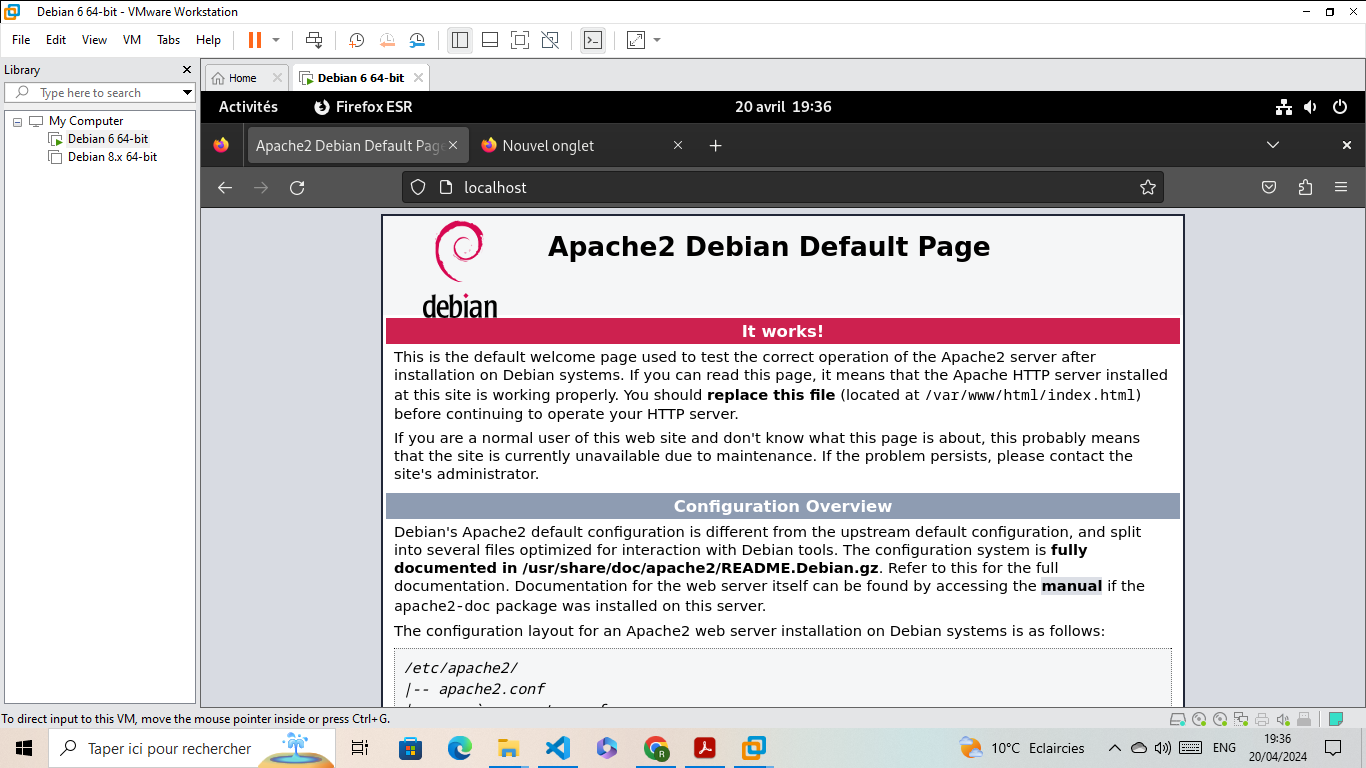 Debian 6 64-bit - VMware Workstation
File Edit View VM Tabs Help
Library
Type here to search
My Computer
Debian 6 64-bit
Debian 8.x 64-bit
Home
Debian 6 64-bit
Activités Firefox ESR 20 avril 19:36
Apache2 Debian Default Page
Nouvel onglet
localhost
debian
Apache2 Debian Default Page
It works!
This is the default welcome page used to test the correct operation of the Apache2 server after
installation on Debian systems. If you can read this page, it means that the Apache HTTP server installed
at this site is working properly. You should replace this file (located at /var/www/html/index.html)
before continuing to operate your HTTP server.
If you are a normal user of this web site and don't know what this page is about, this probably means
that the site is currently unavailable due to maintenance. If the problem persists, please contact the
site's administrator.
Configuration Overview
Debian's Apache2 default configuration is different from the upstream default configuration, and split
into several files optimized for interaction with Debian tools. The configuration system is fully
documented in /usr/share/doc/apache2/README.Debian.gz. Refer to this for the full
documentation. Documentation for the web server itself can be found by accessing the manual if the
apache2-doc package was installed on this server.
The configuration layout for an Apache2 web server installation on Debian systems is as follows:
/etc/apache2/
|-- apache2.conf
To direct input to this VM, move the mouse pointer inside or press Ctrl+G.
Taper ici pour rechercher
R
10°C Eclaircies
ENG
19:36
20/04/2024